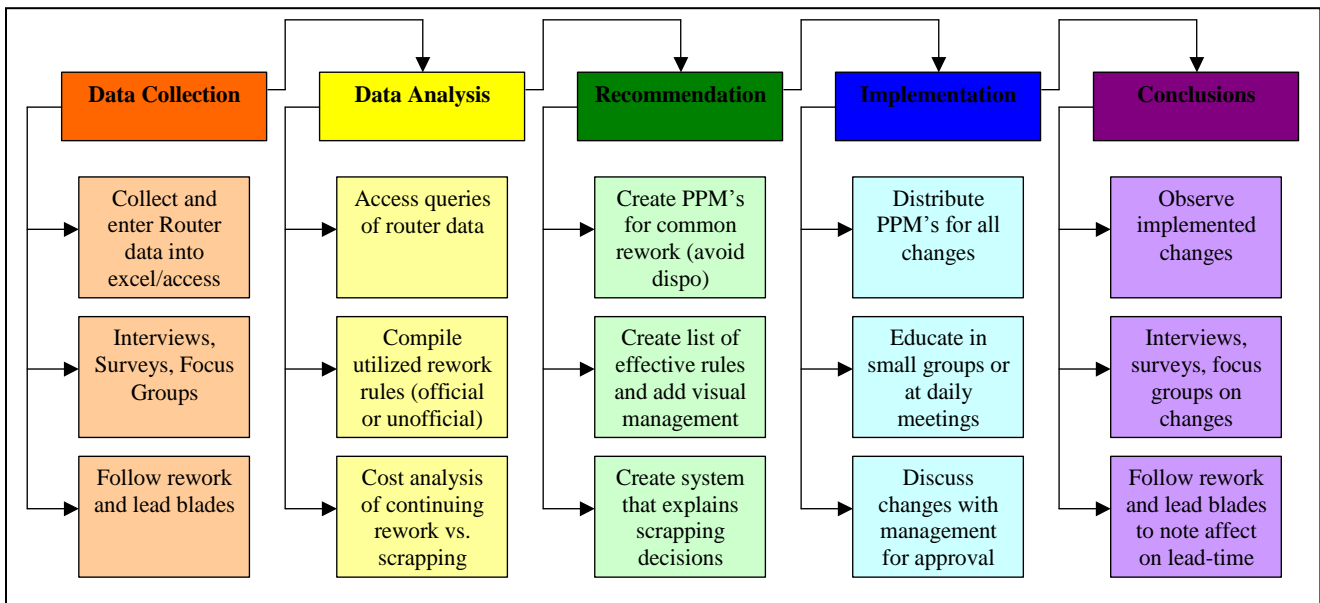 Data Collection
Collect and
enter Router
data into
excel/access
Interviews,
Surveys, Focus
Groups
Follow rework
and lead blades
Data Analysis
Access queries
of router data
Compile
utilized rework
rules (official
or unofficial)
Cost analysis
of continuing
rework vs.
scrapping
Recommendation
Create PPM's
for common
rework (avoid
dispo)
Create list of
effective rules
and add visual
management
Create system
that explains
scrapping
decisions
Implementation
Distribute
PPM's for all
changes
Educate in
small groups or
at daily
meetings
Discuss
changes with
management
for approval
Conclusions
Observe
implemented
changes
Interviews,
surveys, focus
groups on
changes
Follow rework
and lead blades
to note affect
on lead-time